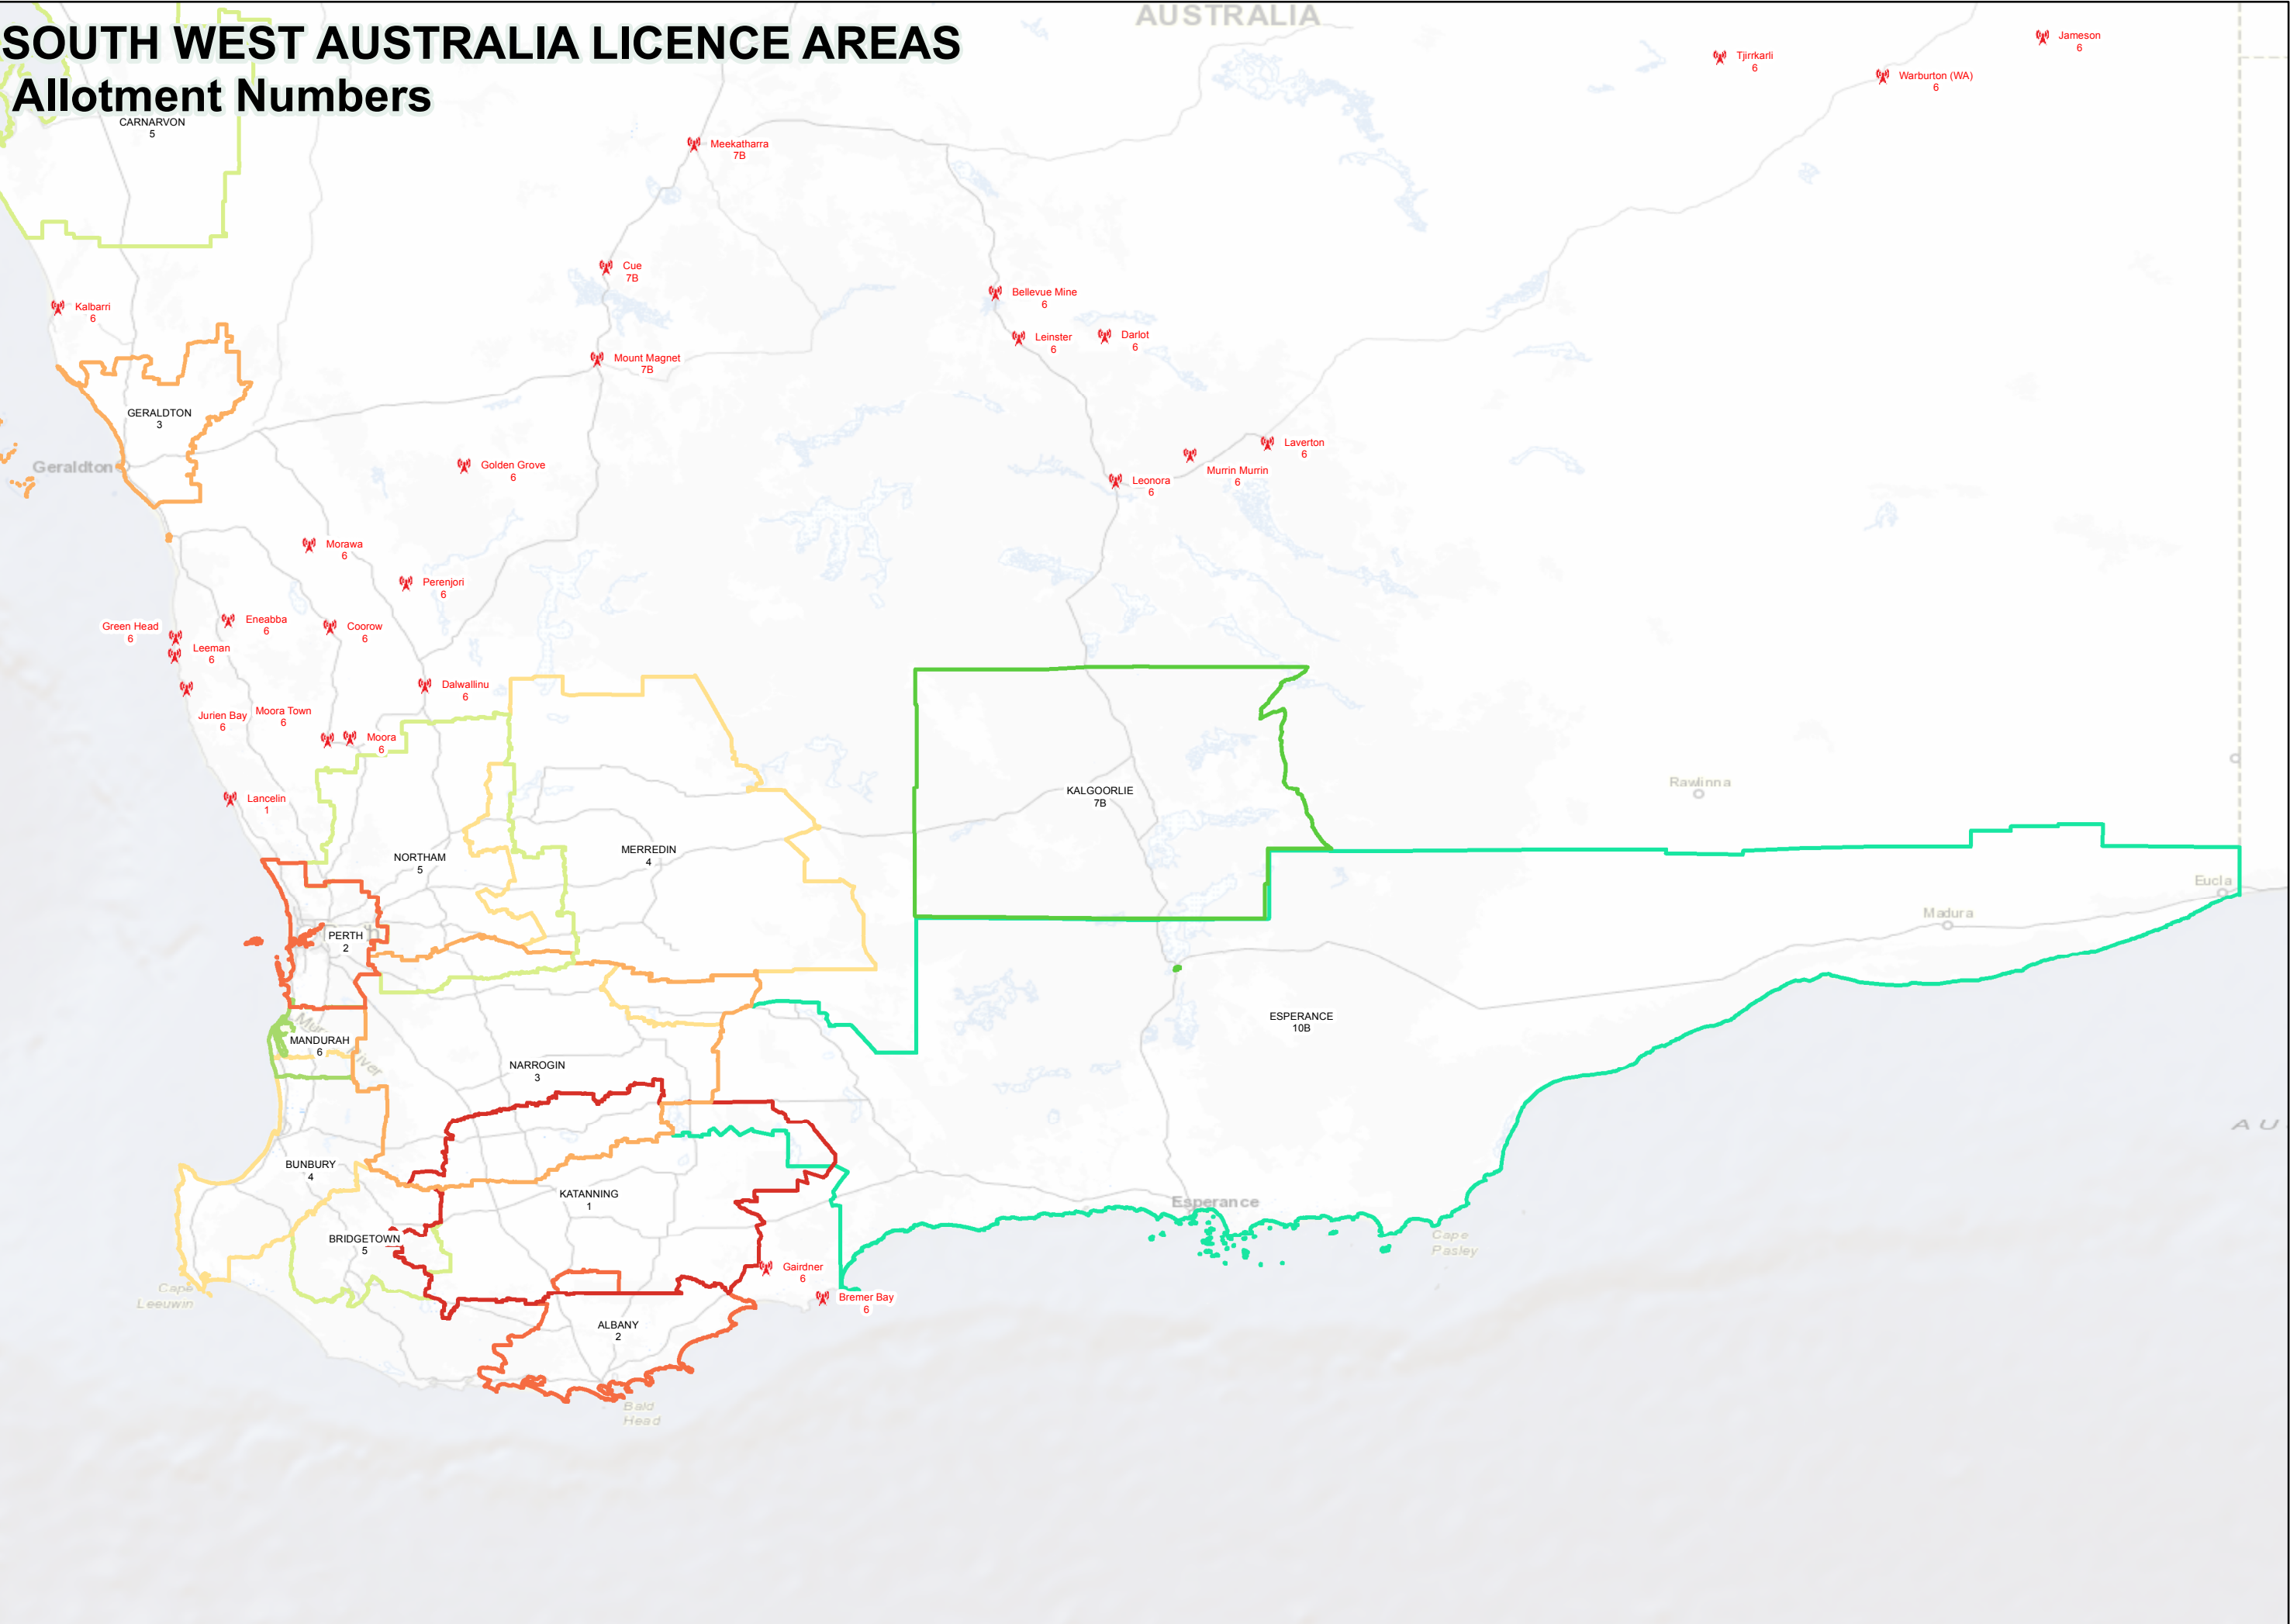 AUSTRALIA
SOUTH WEST AUSTRALIA LICENCE AREAS
Allotment Numbers
Jameson
6
Tjirrkarli
6
Warburton (WA)
6
CARNARVON
5
Meekatharra
7B
Cue
7B
Bellevue Mine
6
Kalbarri
6
Leinster
6
Darlot
6
Mount Magnet
7B
GERALDTON
3
Geraldton
Laverton
6
Golden Grove
6
Murrin Murrin
6
Leonora
6
Morawa
6
Perenjori
6
Eneabba
6
Green Head
6
Coorow
6
Leeman
6
Dalwallinu
6
Jurien Bay
6
Moora Town
6
Moora
6
Rawlinna
KALGOORLIE
7B
Lancelin
1
MERREDIN
4
NORTHAM
5
Eucla
Madura
PERTH
2
ESPERANCE
10B
MANDURAH
6
NARROGIN
3
AU
BUNBURY
4
KATANNING
1
Esperance
BRIDGETOWN
5
Cape
Pasley
Gairdner
6
Cape
Leeuwin
Bremer Bay
6
ALBANY
2
Bald
Head